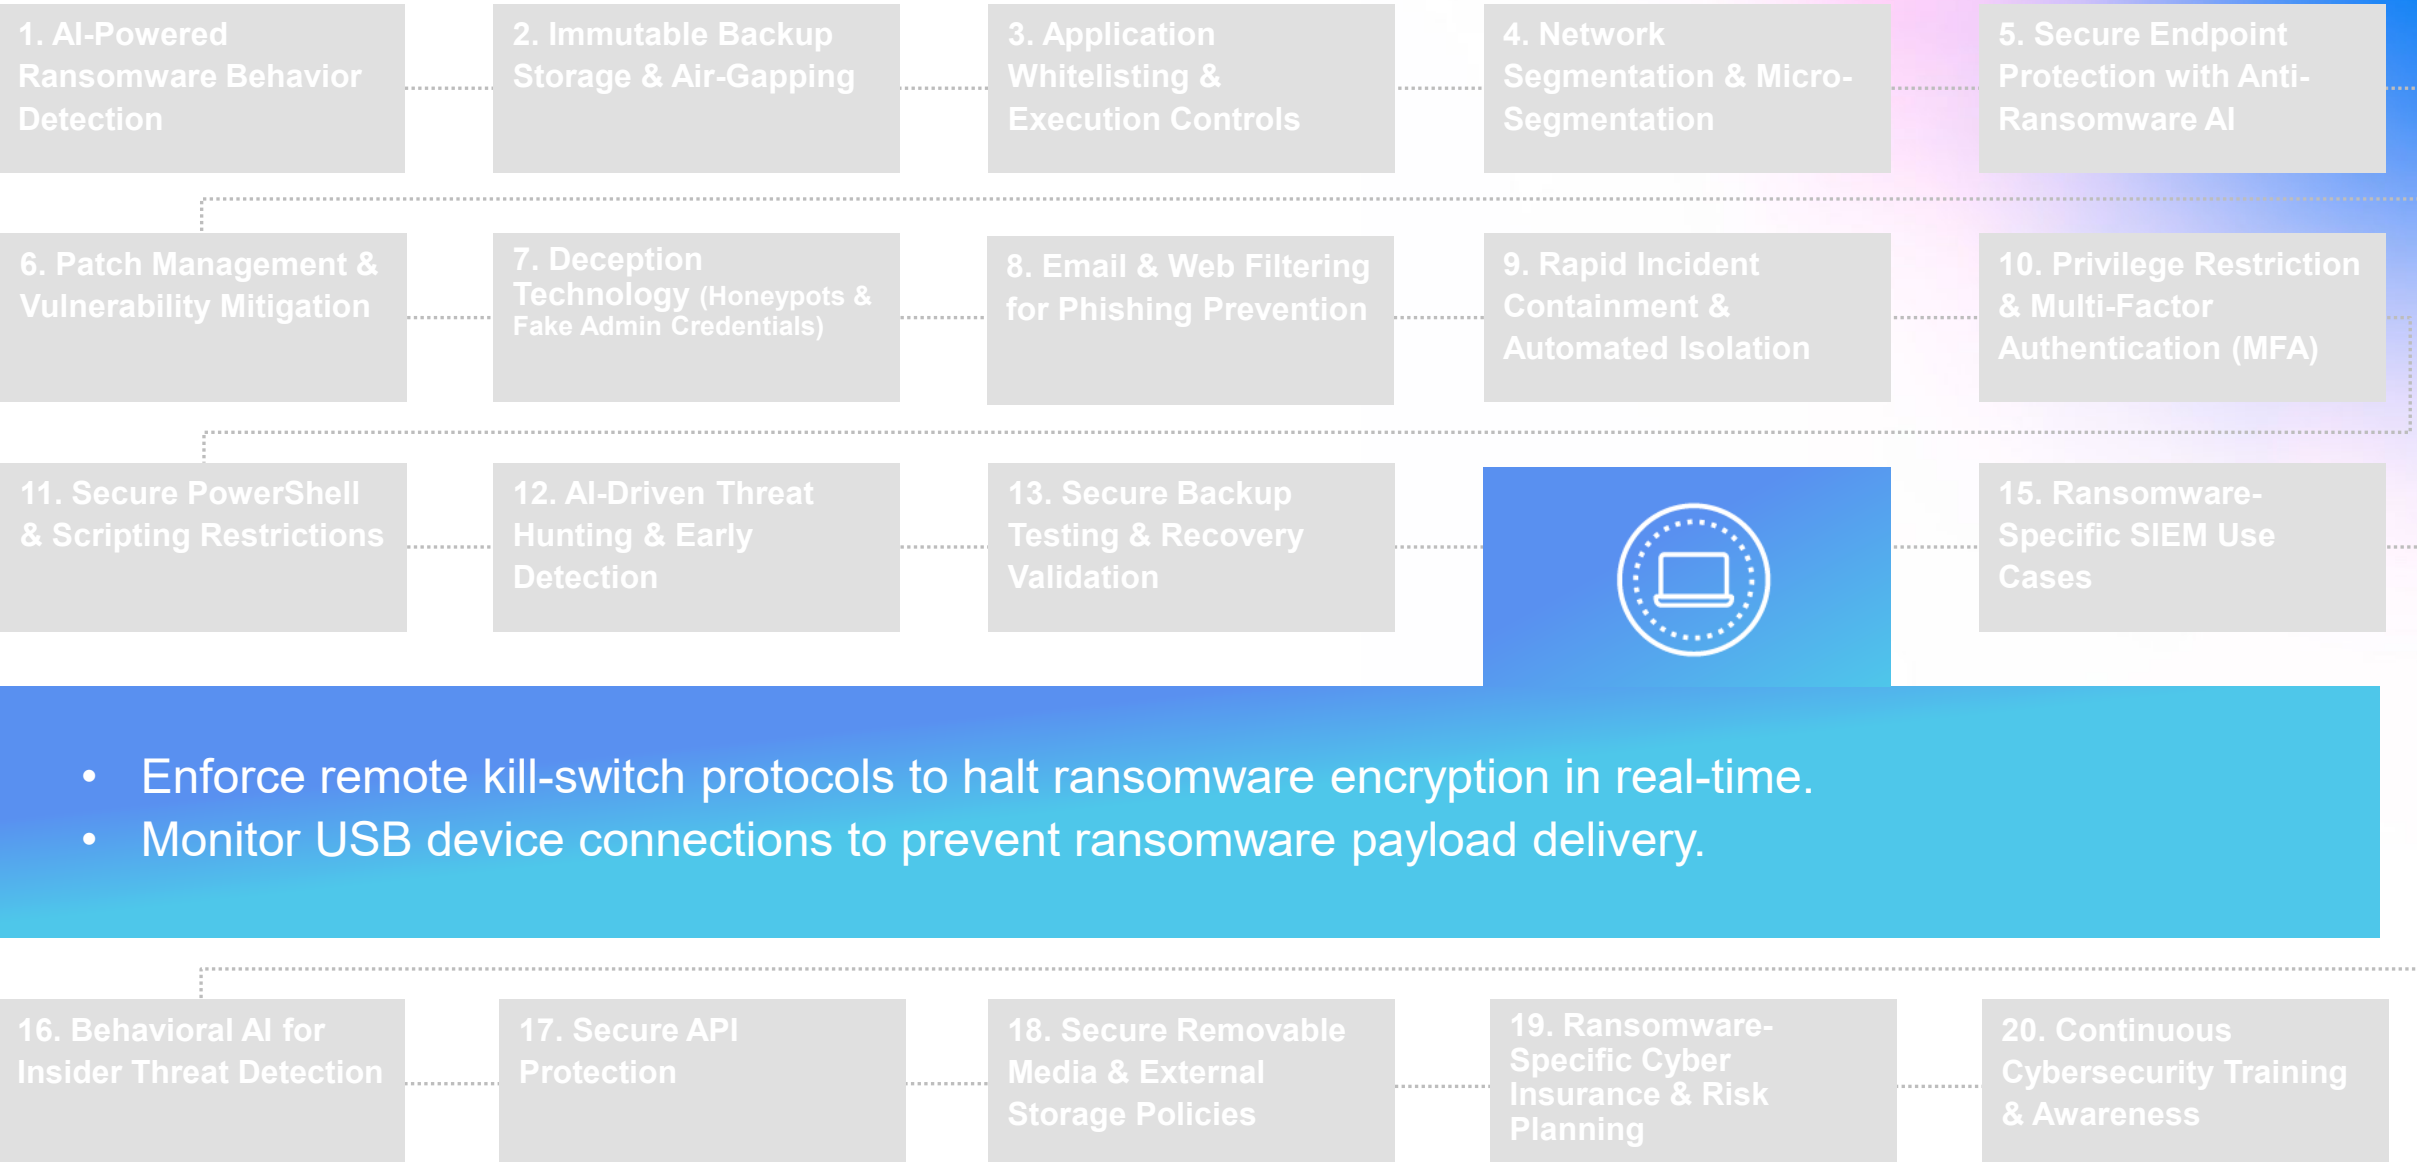 1. AI-Powered
Ransomware Behavior
Detection
2. Immutable Backup
Storage & Air-Gapping
3. Application
Whitelisting &
Execution Controls
4. Network
Segmentation & Micro-
Segmentation
5. Secure Endpoint
Protection with Anti-
Ransomware AI
6. Patch Management &
Vulnerability Mitigation
7. Deception
Technology (Honeypots &
Fake Admin Credentials)
8. Email & Web Filtering
for Phishing Prevention
9. Rapid Incident
Containment &
Automated Isolation
10. Privilege Restriction
& Multi-Factor
Authentication (MFA)
11. Secure PowerShell
& Scripting Restrictions
12. AI-Driven Threat
Hunting & Early
Detection
13. Secure Backup
Testing & Recovery
Validation
15. Ransomware-
Specific SIEM Use
Cases
• Enforce remote kill-switch protocols to halt ransomware encryption in real-time.
• Monitor USB device connections to prevent ransomware payload delivery.
16. Behavioral AI for
Insider Threat Detection
17. Secure API
Protection
18. Secure Removable
Media & External
Storage Policies
19. Ransomware-
Specific Cyber
Insurance & Risk
Planning
20. Continuous
Cybersecurity Training
& Awareness